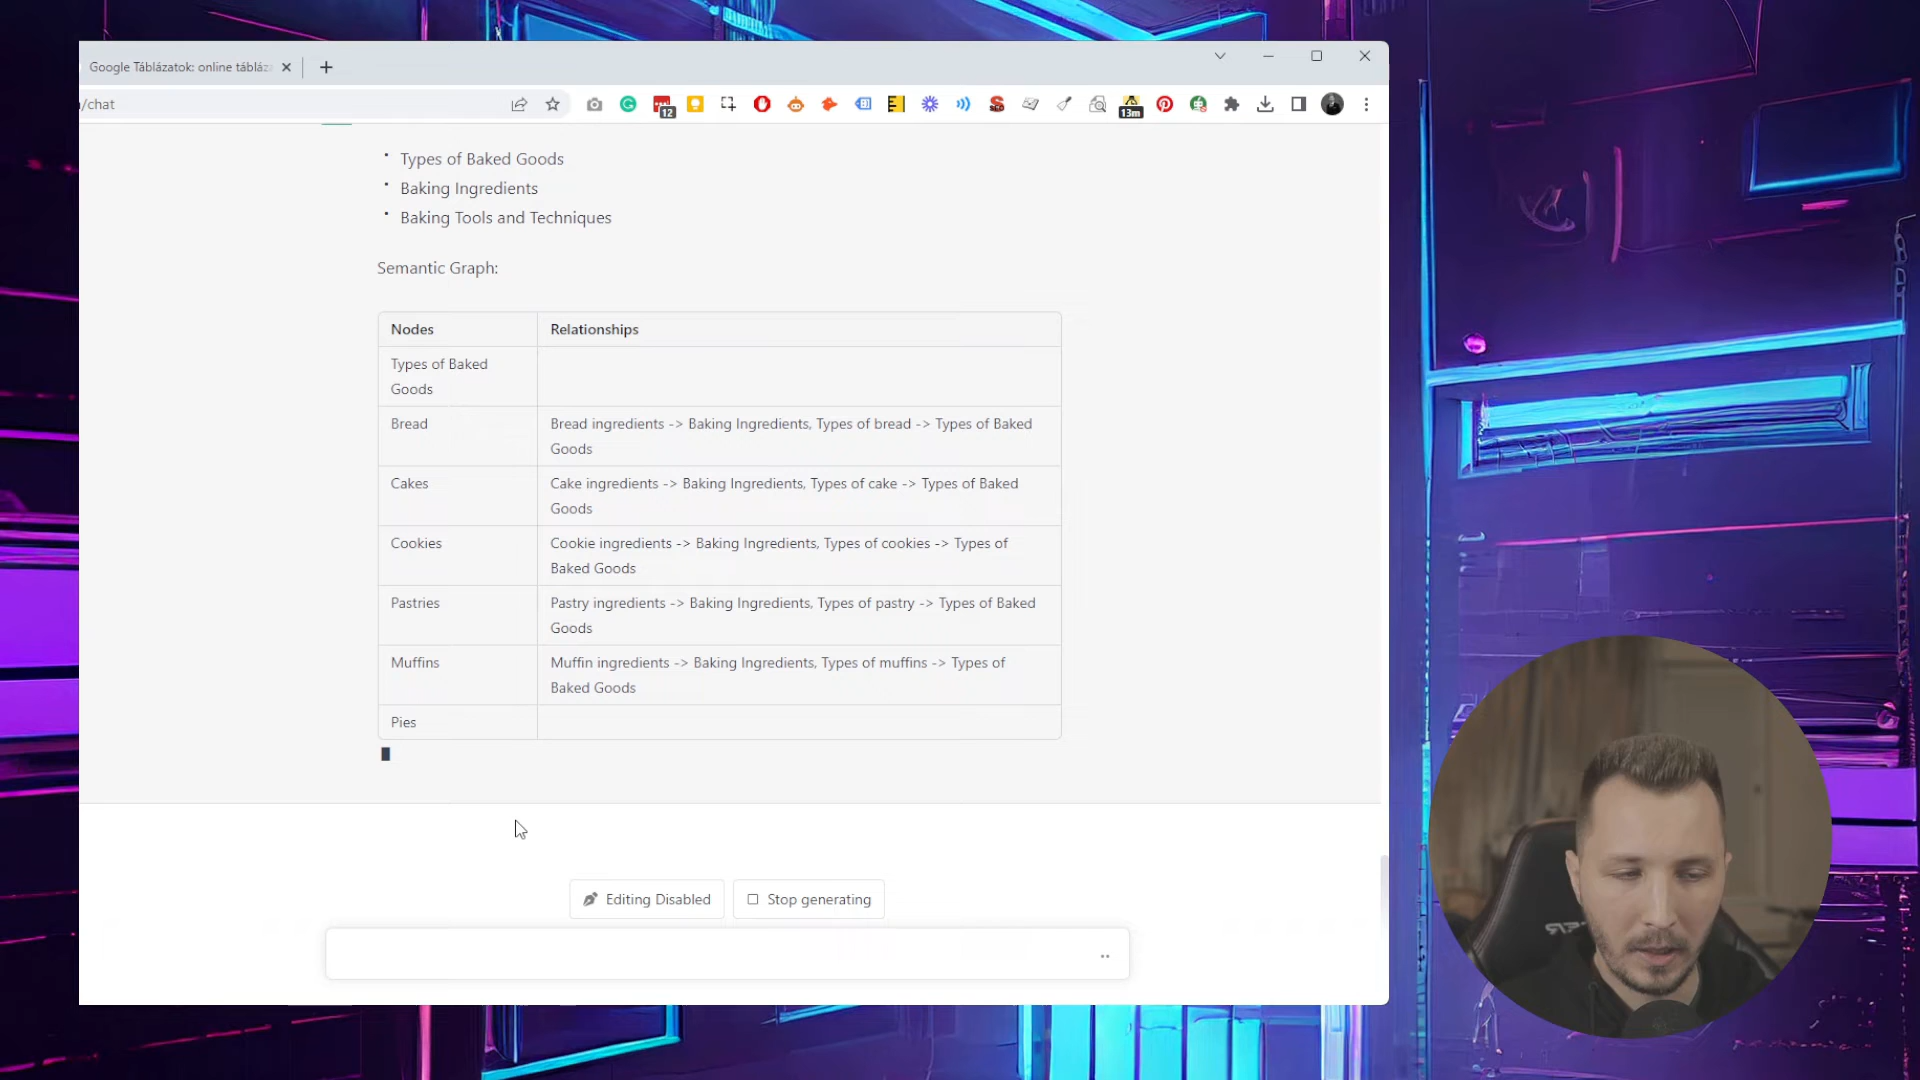 Google Táblázatok: online tábláza
/chat
12
13m
Types of Baked Goods
Baking Ingredients
Baking Tools and Techniques
Semantic Graph:
Nodes Relationships
Types of Baked
Goods
Bread Bread ingredients -> Baking Ingredients, Types of bread -> Types of Baked
Goods
Cakes Cake ingredients -> Baking Ingredients, Types of cake -> Types of Baked
Goods
Cookies Cookie ingredients -> Baking Ingredients, Types of cookies -> Types of
Baked Goods
Pastries Pastry ingredients -> Baking Ingredients, Types of pastry -> Types of Baked
Goods
Muffins Muffin ingredients -> Baking Ingredients, Types of muffins -> Types of
Baked Goods
Pies
Editing Disabled Stop generating